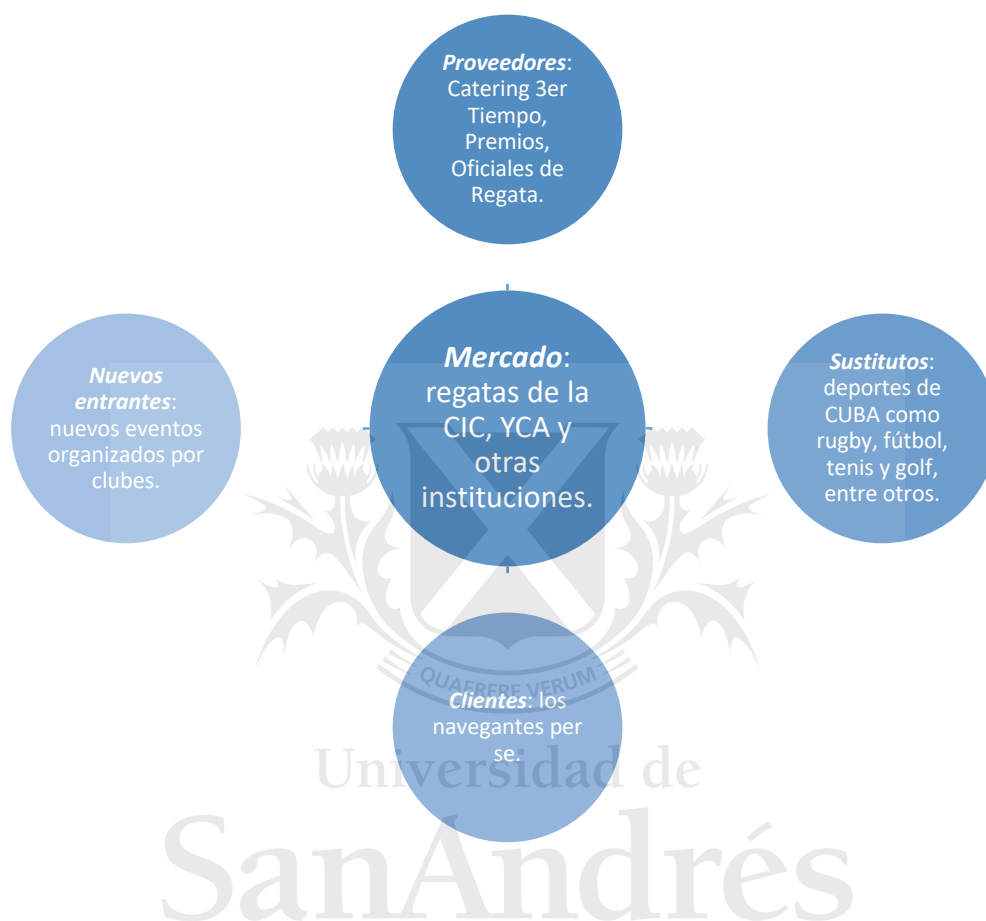 Proveedores:
Catering 3er
Tiempo,
Premios,
Oficiales de
Regata.
Nuevos
entrantes:
nuevos eventos
organizados por
clubes.
Mercado:
regatas de la
CIC, YCA y
otras
instituciones.
Sustitutos:
deportes de
CUBA como
rugby, fútbol,
tenis y golf,
entre otros.
QUAERERE VERUM
Clientes: los
navegantes per
se.
Universidad de
SanAndrés